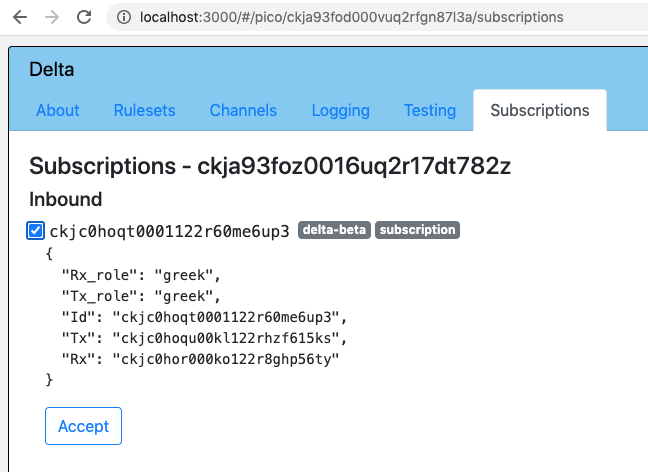 localhost:3000/#/pico/ckja93fod000vuq2rfgn87l3a/subscriptions
Delta
About Rulesets Channels Logging Testing Subscriptions
Subscriptions - ckja93foz0016uq2r17dt782z
Inbound
ckjc0hoqt0001122r60me6up3 delta-beta subscription
{
"Rx_role": "greek",
"Tx_role": "greek",
"Id": "ckjc0hoqt0001122r60me6up3",
"Tx": "ckjc0hoqu00kl122rhzf615ks",
"Rx": "ckjc0hor000ko122r8ghp56ty"
}
Accept